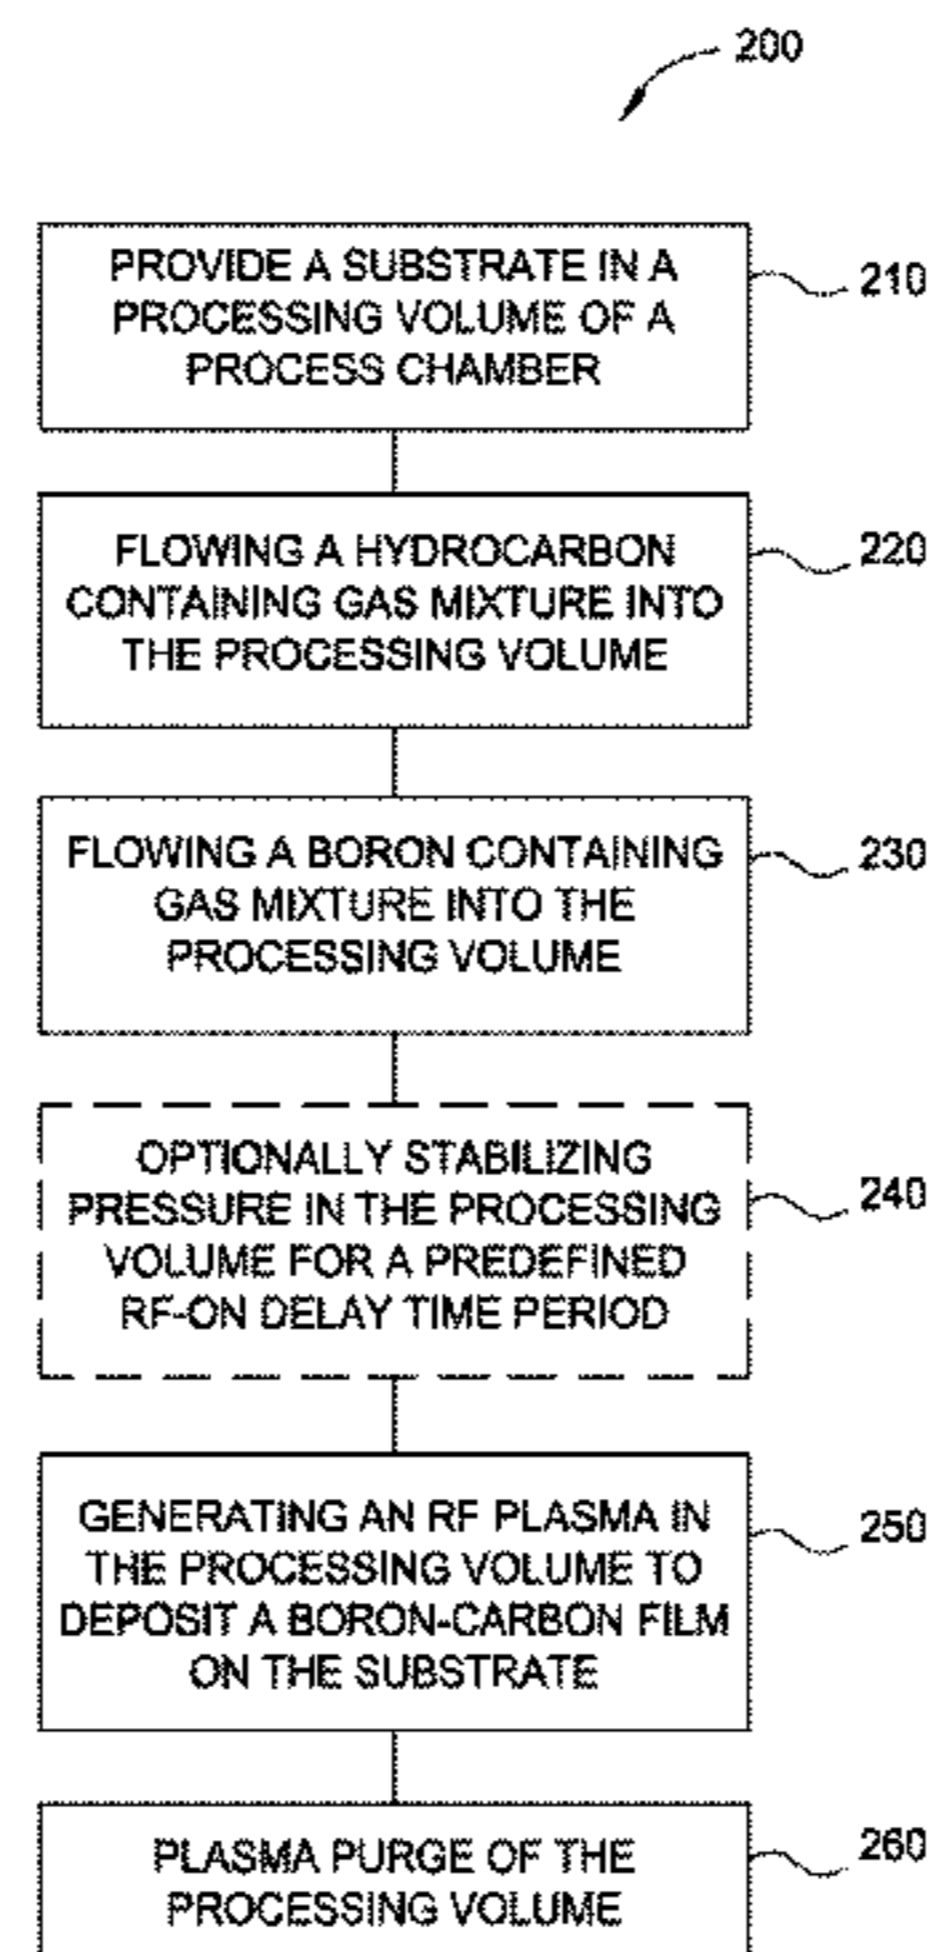 200
PROVIDE A SUBSTRATE IN A
PROCESSING VOLUME OF A
PROCESS CHAMBER
210
FLOWING A HYDROCARBON
CONTAINING GAS MIXTURE INTO
THE PROCESSING VOLUME
220
FLOWING A BORON CONTAINING
GAS MIXTURE INTO THE
PROCESSING VOLUME
230
OPTIONALLY STABILIZING
PRESSURE IN THE PROCESSING
VOLUME FOR A PREDEFINED
RF-ON DELAY TIME PERIOD
240
GENERATING AN RF PLASMA IN
THE PROCESSING VOLUME TO
DEPOSIT A BORON-CARBON FILM
ON THE SUBSTRATE
250
PLASMA PURGE OF THE
PROCESSING VOLUME
260